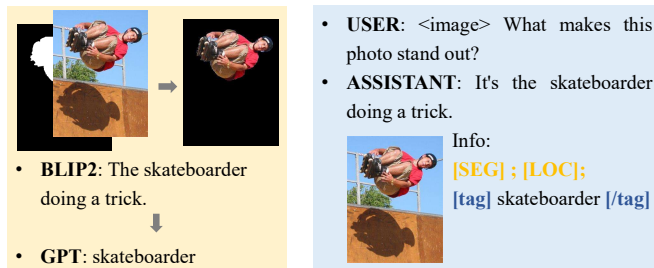 • BLIP2: The skateboarder
doing a trick.
• GPT: skateboarder
• USER: <image> What makes this
photo stand out?
• ASSISTANT: It's the skateboarder
doing a trick.
Info:
[SEG] ; [LOC];
[tag] skateboarder [/tag]